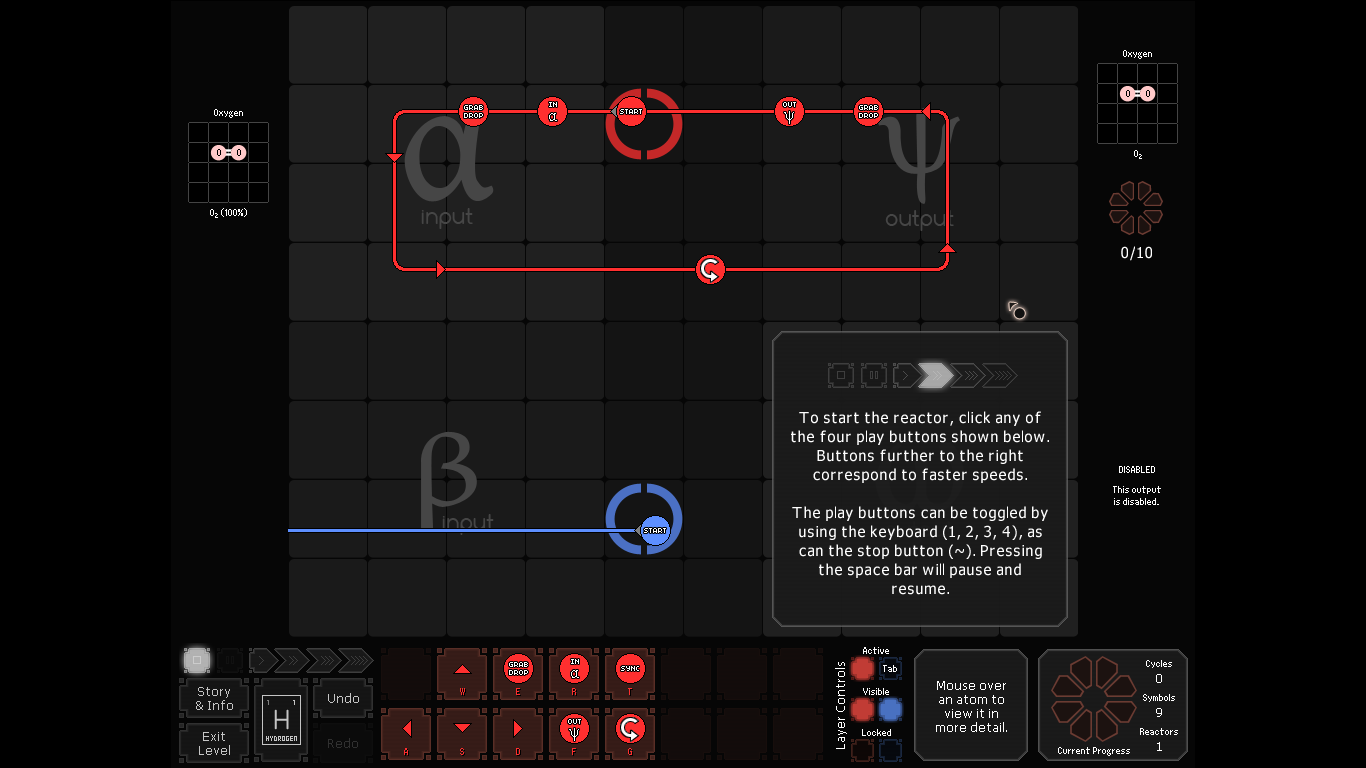 Oxygen
O=O
O₂ (100%)
GRAB
DROP
IN
α
START
OUT
ψ
GRAB
DROP
α
input
ψ
output
Oxygen
O=O
O₂
0/10
β
input
START
To start the reactor, click any of
the four play buttons shown below.
Buttons further to the right
correspond to faster speeds.
The play buttons can be toggled by
using the keyboard (1, 2, 3, 4), as
can the stop button (~). Pressing
the space bar will pause and
resume.
DISABLED
This output
is disabled.
Story
& Info
Exit
Level
1 1
H
HYDROGEN
Undo
Redo
W
GRAB
DROP
E
IN
α
R
SYNC
T
A
S
D
OUT
ψ
F
G
Layer Controls
Active
Tab
Visible
Locked
Mouse over
an atom to
view it in
more detail.
Cycles
0
Symbols
9
Reactors
1
Current Progress